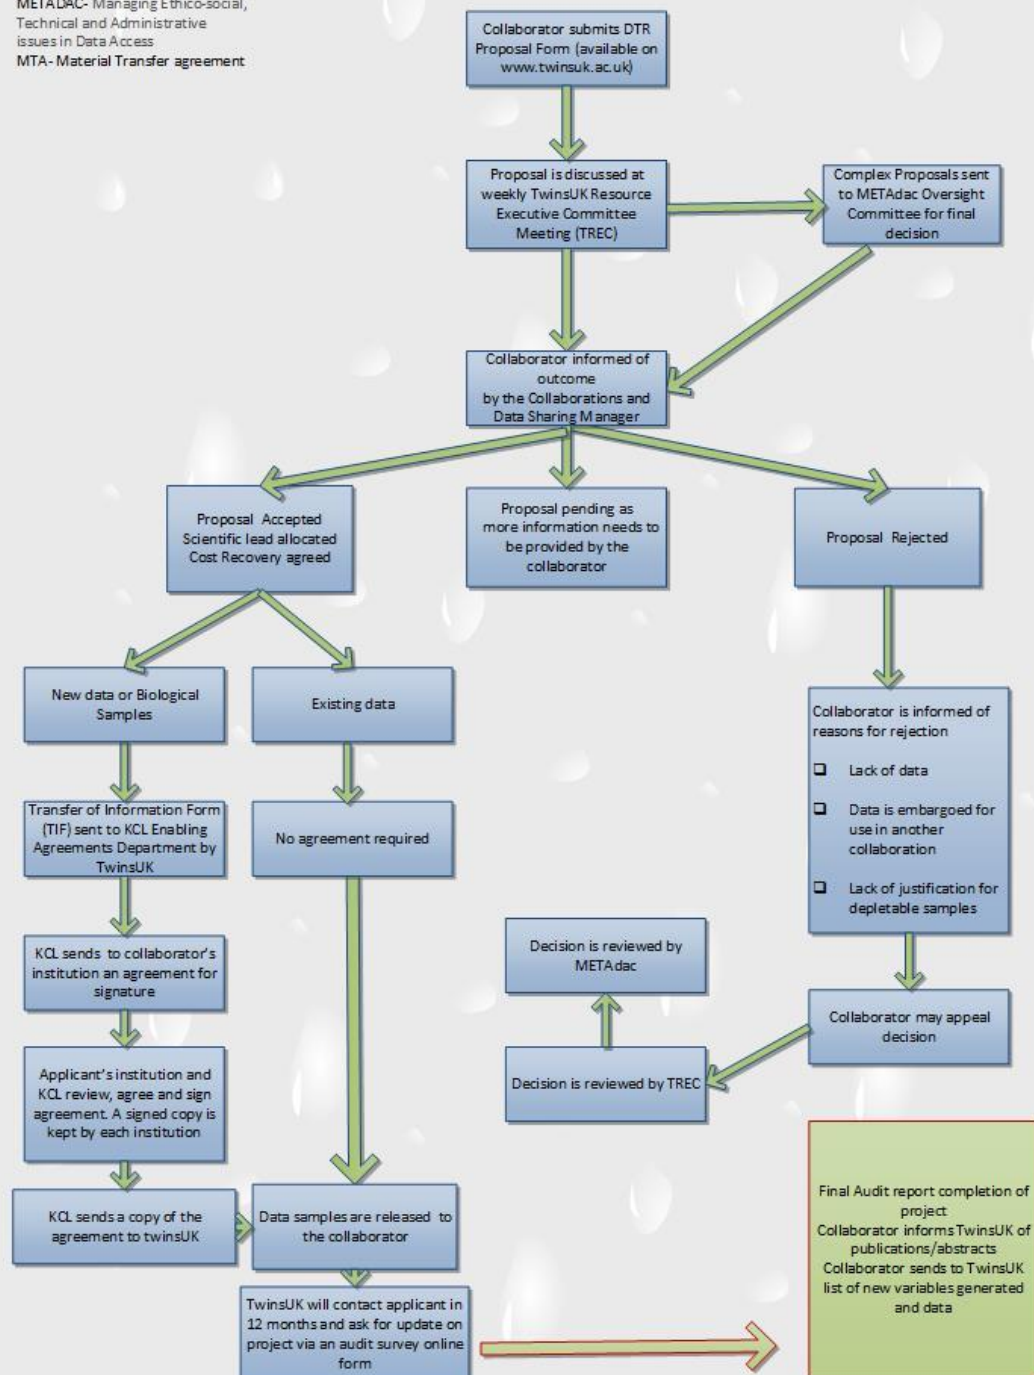 METADAC- Managing Ethico-social,
Technical and Administrative
issues in Data Access
MTA- Material Transfer agreement
Collaborator submits DTR
Proposal Form (available on
www.twinsuk.ac.uk)
Proposal is discussed at
weekly TwinsUK Resource
Executive Committee
Meeting (TREC)
Complex Proposals sent
to METAdac Oversight
Committee for final
decision
Collaborator informed of
outcome
by the Collaborations and
Data Sharing Manager
Proposal Accepted
Scientific lead allocated
Cost Recovery agreed
Proposal pending as
more information needs to
be provided by the
collaborator
Proposal Rejected
New data or Biological
Samples
Existing data
Collaborator is informed of
reasons for rejection
Lack of data
Data is embargoed for
use in another
collaboration
Lack of justification for
depletable samples
Transfer of Information Form
(TIF) sent to KCL Enabling
Agreements Department by
TwinsUK
No agreement required
KCL sends to collaborator's
institution an agreement for
signature
Decision is reviewed by
METAdac
Collaborator may appeal
decision
Decision is reviewed by TREC
Applicant's institution and
KCL review, agree and sign
agreement. A signed copy is
kept by each institution
KCL sends a copy of the
agreement to twinsUK
Data samples are released to
the collaborator
TwinsUK will contact applicant in
12 months and ask for update on
project via an audit survey online
form
Final Audit report completion of
project
Collaborator informs TwinsUK of
publications/abstracts
Collaborator sends to TwinsUK
list of new variables generated
and data